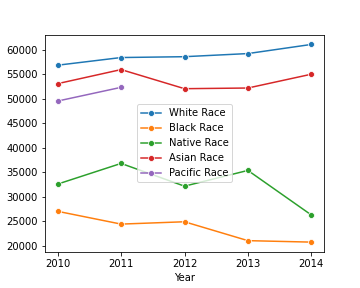 60000
55000
50000
45000
40000
35000
30000
25000
20000
White Race
Black Race
Native Race
Asian Race
Pacific Race
2010 2011 2012 2013 2014
Year